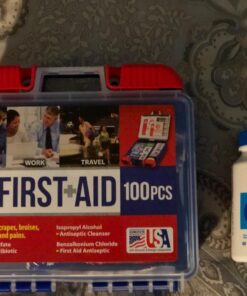 WORK
TRAVEL
FIRST+AID 100PCS
scrapes, bruises,
and pains.
Isopropyl Alcohol
• Antiseptic Cleanser
Benzalkonium Chloride
• First Aid Antiseptic
USA